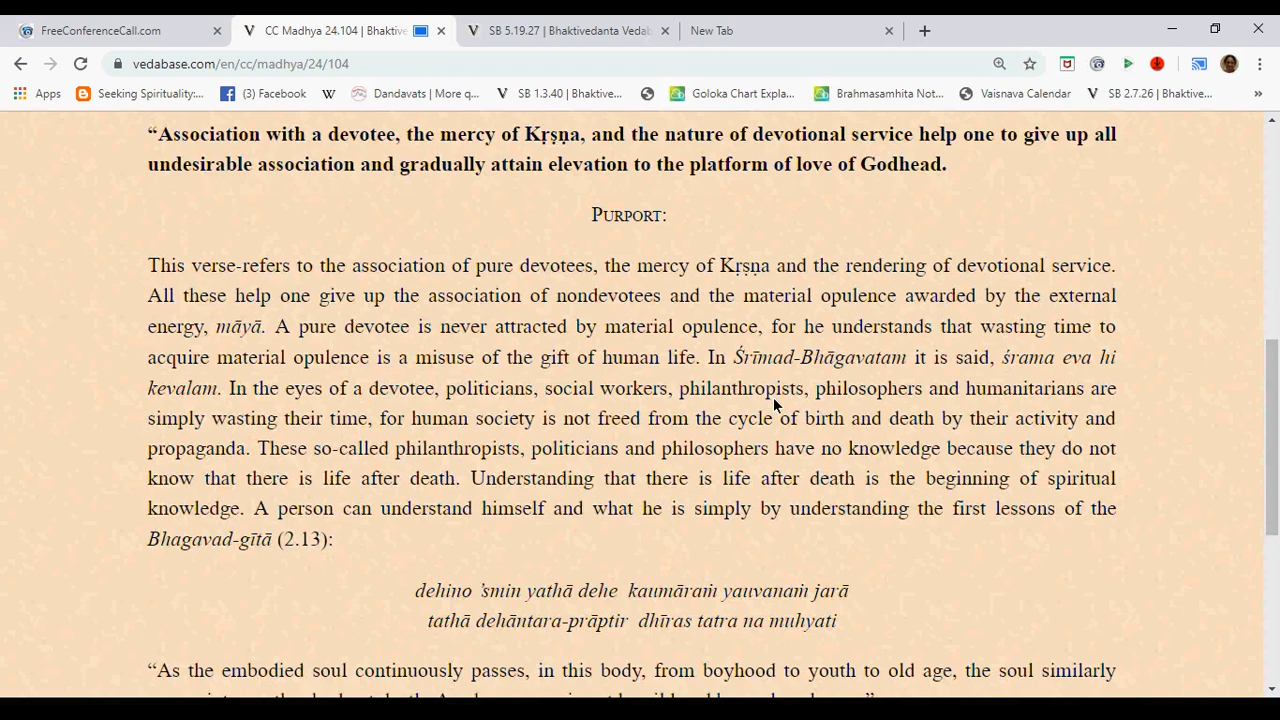 FreeConferenceCall.com
CC Madhya 24.104 | Bhaktive
SB 5.19.27 | Bhaktivedanta Vedab
New Tab
vedabase.com/en/cc/madhya/24/104
Apps
Seeking Spirituality:...
(3) Facebook
W
Dandavats | More q...
SB 1.3.40 | Bhaktive...
Goloka Chart Expla...
Brahmasamhita Not...
Vaisnava Calendar
SB 2.7.26 | Bhaktive...
“Association with a devotee, the mercy of Kṛṣṇa, and the nature of devotional service help one to give up all
undesirable association and gradually attain elevation to the platform of love of Godhead.
PURPORT:
This verse-refers to the association of pure devotees, the mercy of Kṛṣṇa and the rendering of devotional service.
All these help one give up the association of nondevotees and the material opulence awarded by the external
energy, māyā. A pure devotee is never attracted by material opulence, for he understands that wasting time to
acquire material opulence is a misuse of the gift of human life. In Śrīmad-Bhāgavatam it is said, śrama eva hi
kevalam. In the eyes of a devotee, politicians, social workers, philanthropists, philosophers and humanitarians are
simply wasting their time, for human society is not freed from the cycle of birth and death by their activity and
propaganda. These so-called philanthropists, politicians and philosophers have no knowledge because they do not
know that there is life after death. Understanding that there is life after death is the beginning of spiritual
knowledge. A person can understand himself and what he is simply by understanding the first lessons of the
Bhagavad-gītā (2.13):
dehino ’smin yathā dehe kaumāraṁ yauvanaṁ jarā
tathā dehāntara-prāptir dhīras tatra na muhyati
“As the embodied soul continuously passes, in this body, from boyhood to youth to old age, the soul similarly